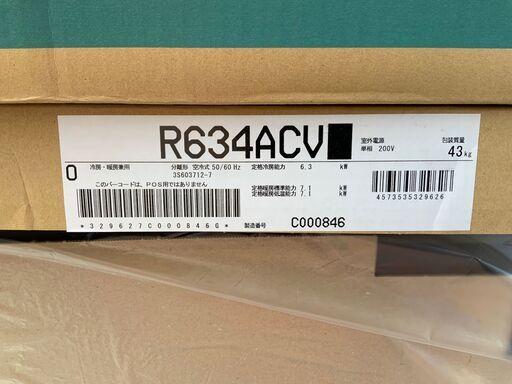 R634ACV
室外電源
単相 200V
包装質量
43kg
O
冷房・暖房兼用
分離形 空冷式 50/60 Hz
定格冷房能力 6.3 kW
3S603712-7
このバーコードは、POS用ではありません
定格暖房標準能力 7.1 kW
定格暖房低温能力 7.1 kW
4573535329626
*329627C000846G*
製造番号
C000846